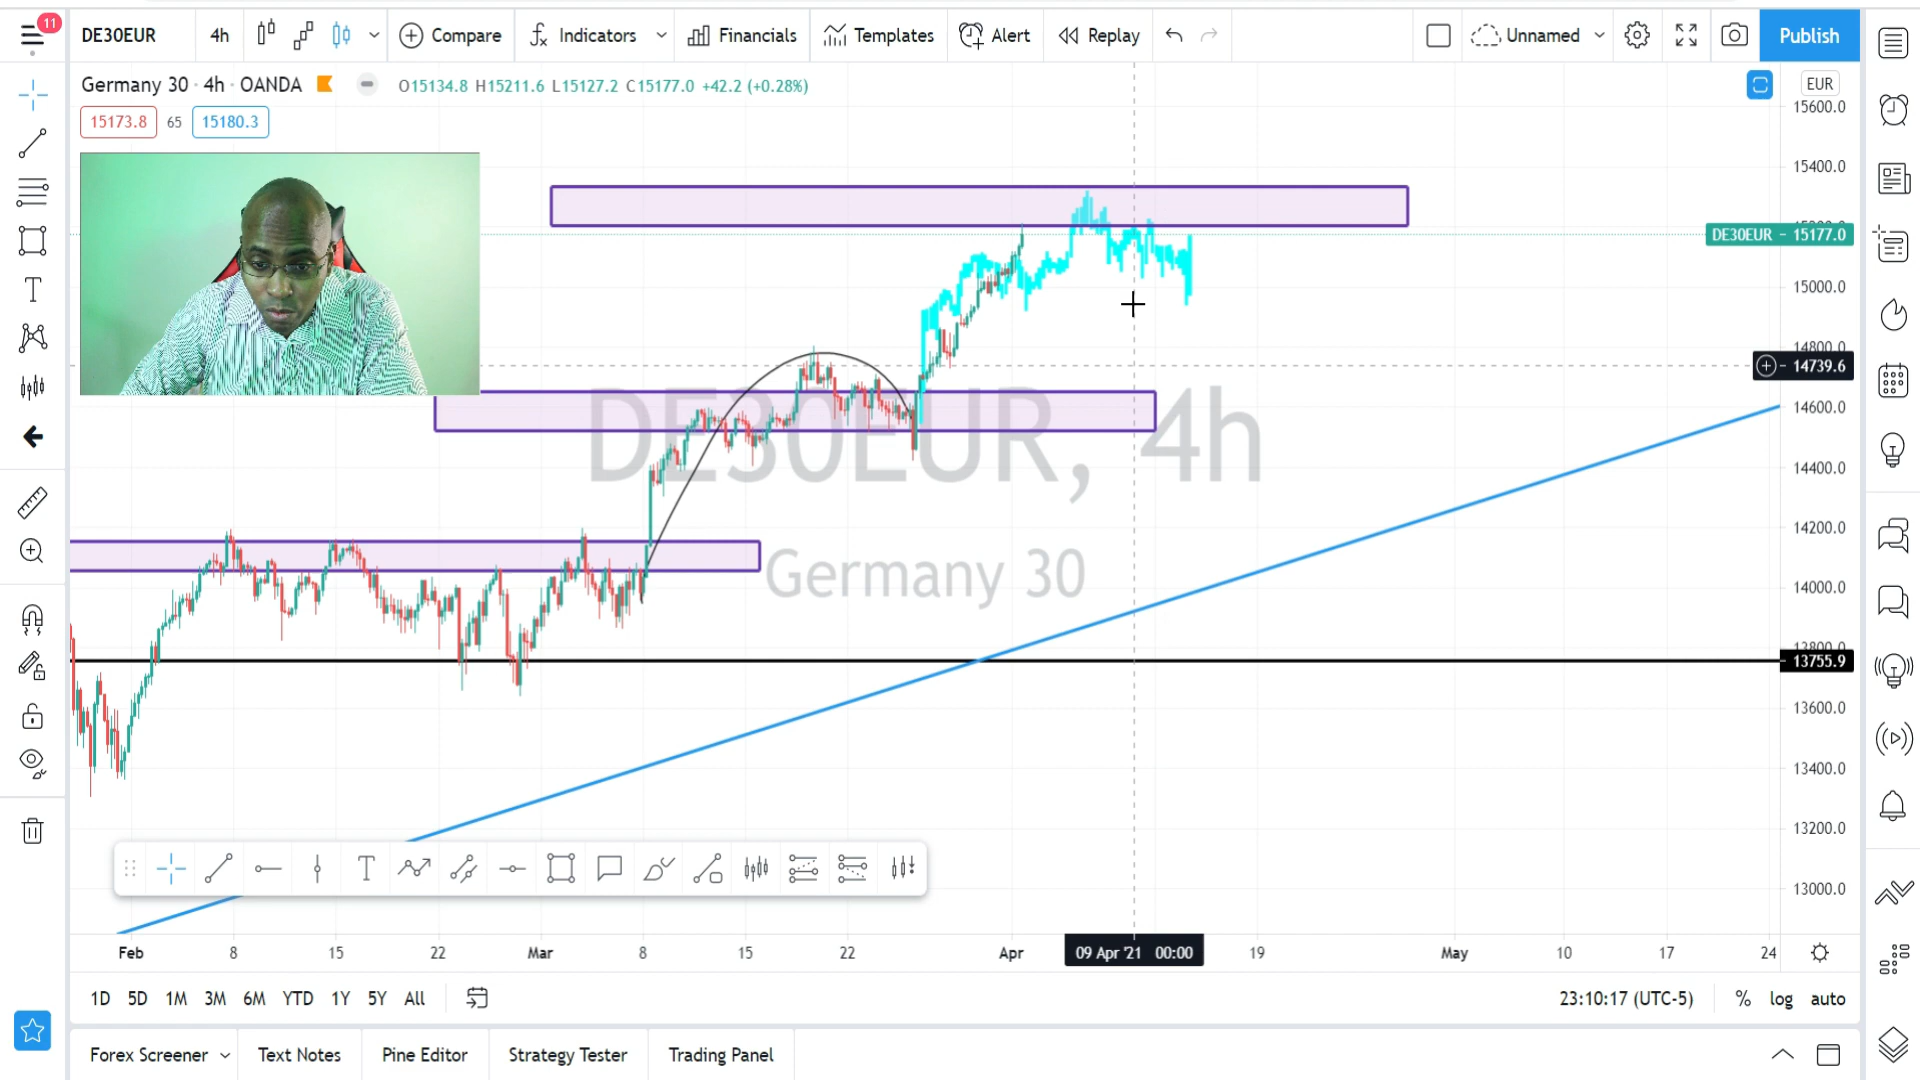 11
DE30EUR 4h Compare Indicators Financials Templates Alert Replay Unnamed Publish
Germany 30 · 4h · OANDA O15134.8 H15211.6 L15127.2 C15177.0 +42.2 (+0.28%)
EUR
15173.8 65 15180.3
15600.0
15400.0
DE30EUR 15177.0
15000.0
14800.0
14739.6
14600.0
DE30EUR, 4h
14400.0
14200.0
Germany 30
14000.0
13755.9
13600.0
13400.0
13200.0
13000.0
Feb 8 15 22 Mar 8 15 22 Apr 09 Apr '21 00:00 19 May 10 17 24
1D 5D 1M 3M 6M YTD 1Y 5Y All 23:10:17 (UTC-5) % log auto
Forex Screener Text Notes Pine Editor Strategy Tester Trading Panel